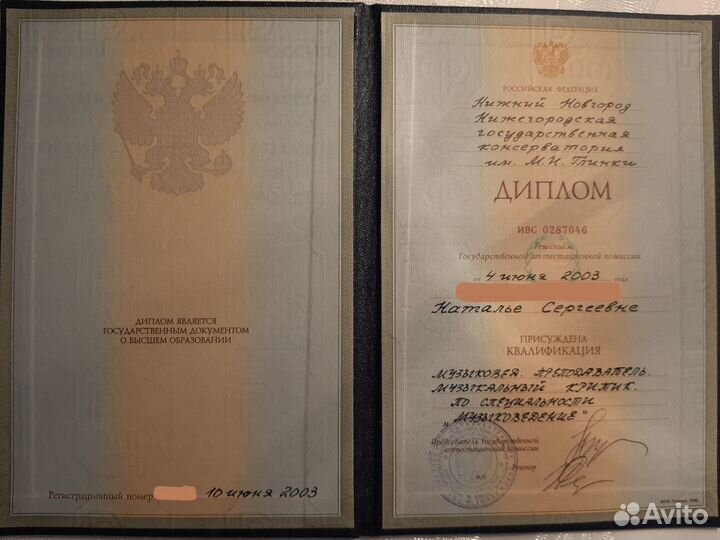 ДИПЛОМ ЯВЛЯЕТСЯ
ГОСУДАРСТВЕННЫМ ДОКУМЕНТОМ
О ВЫСШЕМ ОБРАЗОВАНИИ
Регистрационный номер 10 июня 2003
РОССИЙСКАЯ ФЕДЕРАЦИЯ
Нижний Новгород
Нижегородская
государственная
консерватория
им. М.И. Глинки
ДИПЛОМ
ИВС 0287046
Решением
Государственной аттестационной комиссии
от 4 июня 2003 года
Наталье Сергеевне
ПРИСУЖДЕНА
КВАЛИФИКАЦИЯ
МУЗЫКОВЕД. ПРЕПОДАВАТЕЛЬ.
МУЗЫКАЛЬНЫЙ КРИТИК.
ПО СПЕЦИАЛЬНОСТИ
„МУЗЫКОВЕДЕНИЕ"
Председатель Государственной
аттестационной комиссии
Ректор
М.П.
Avito